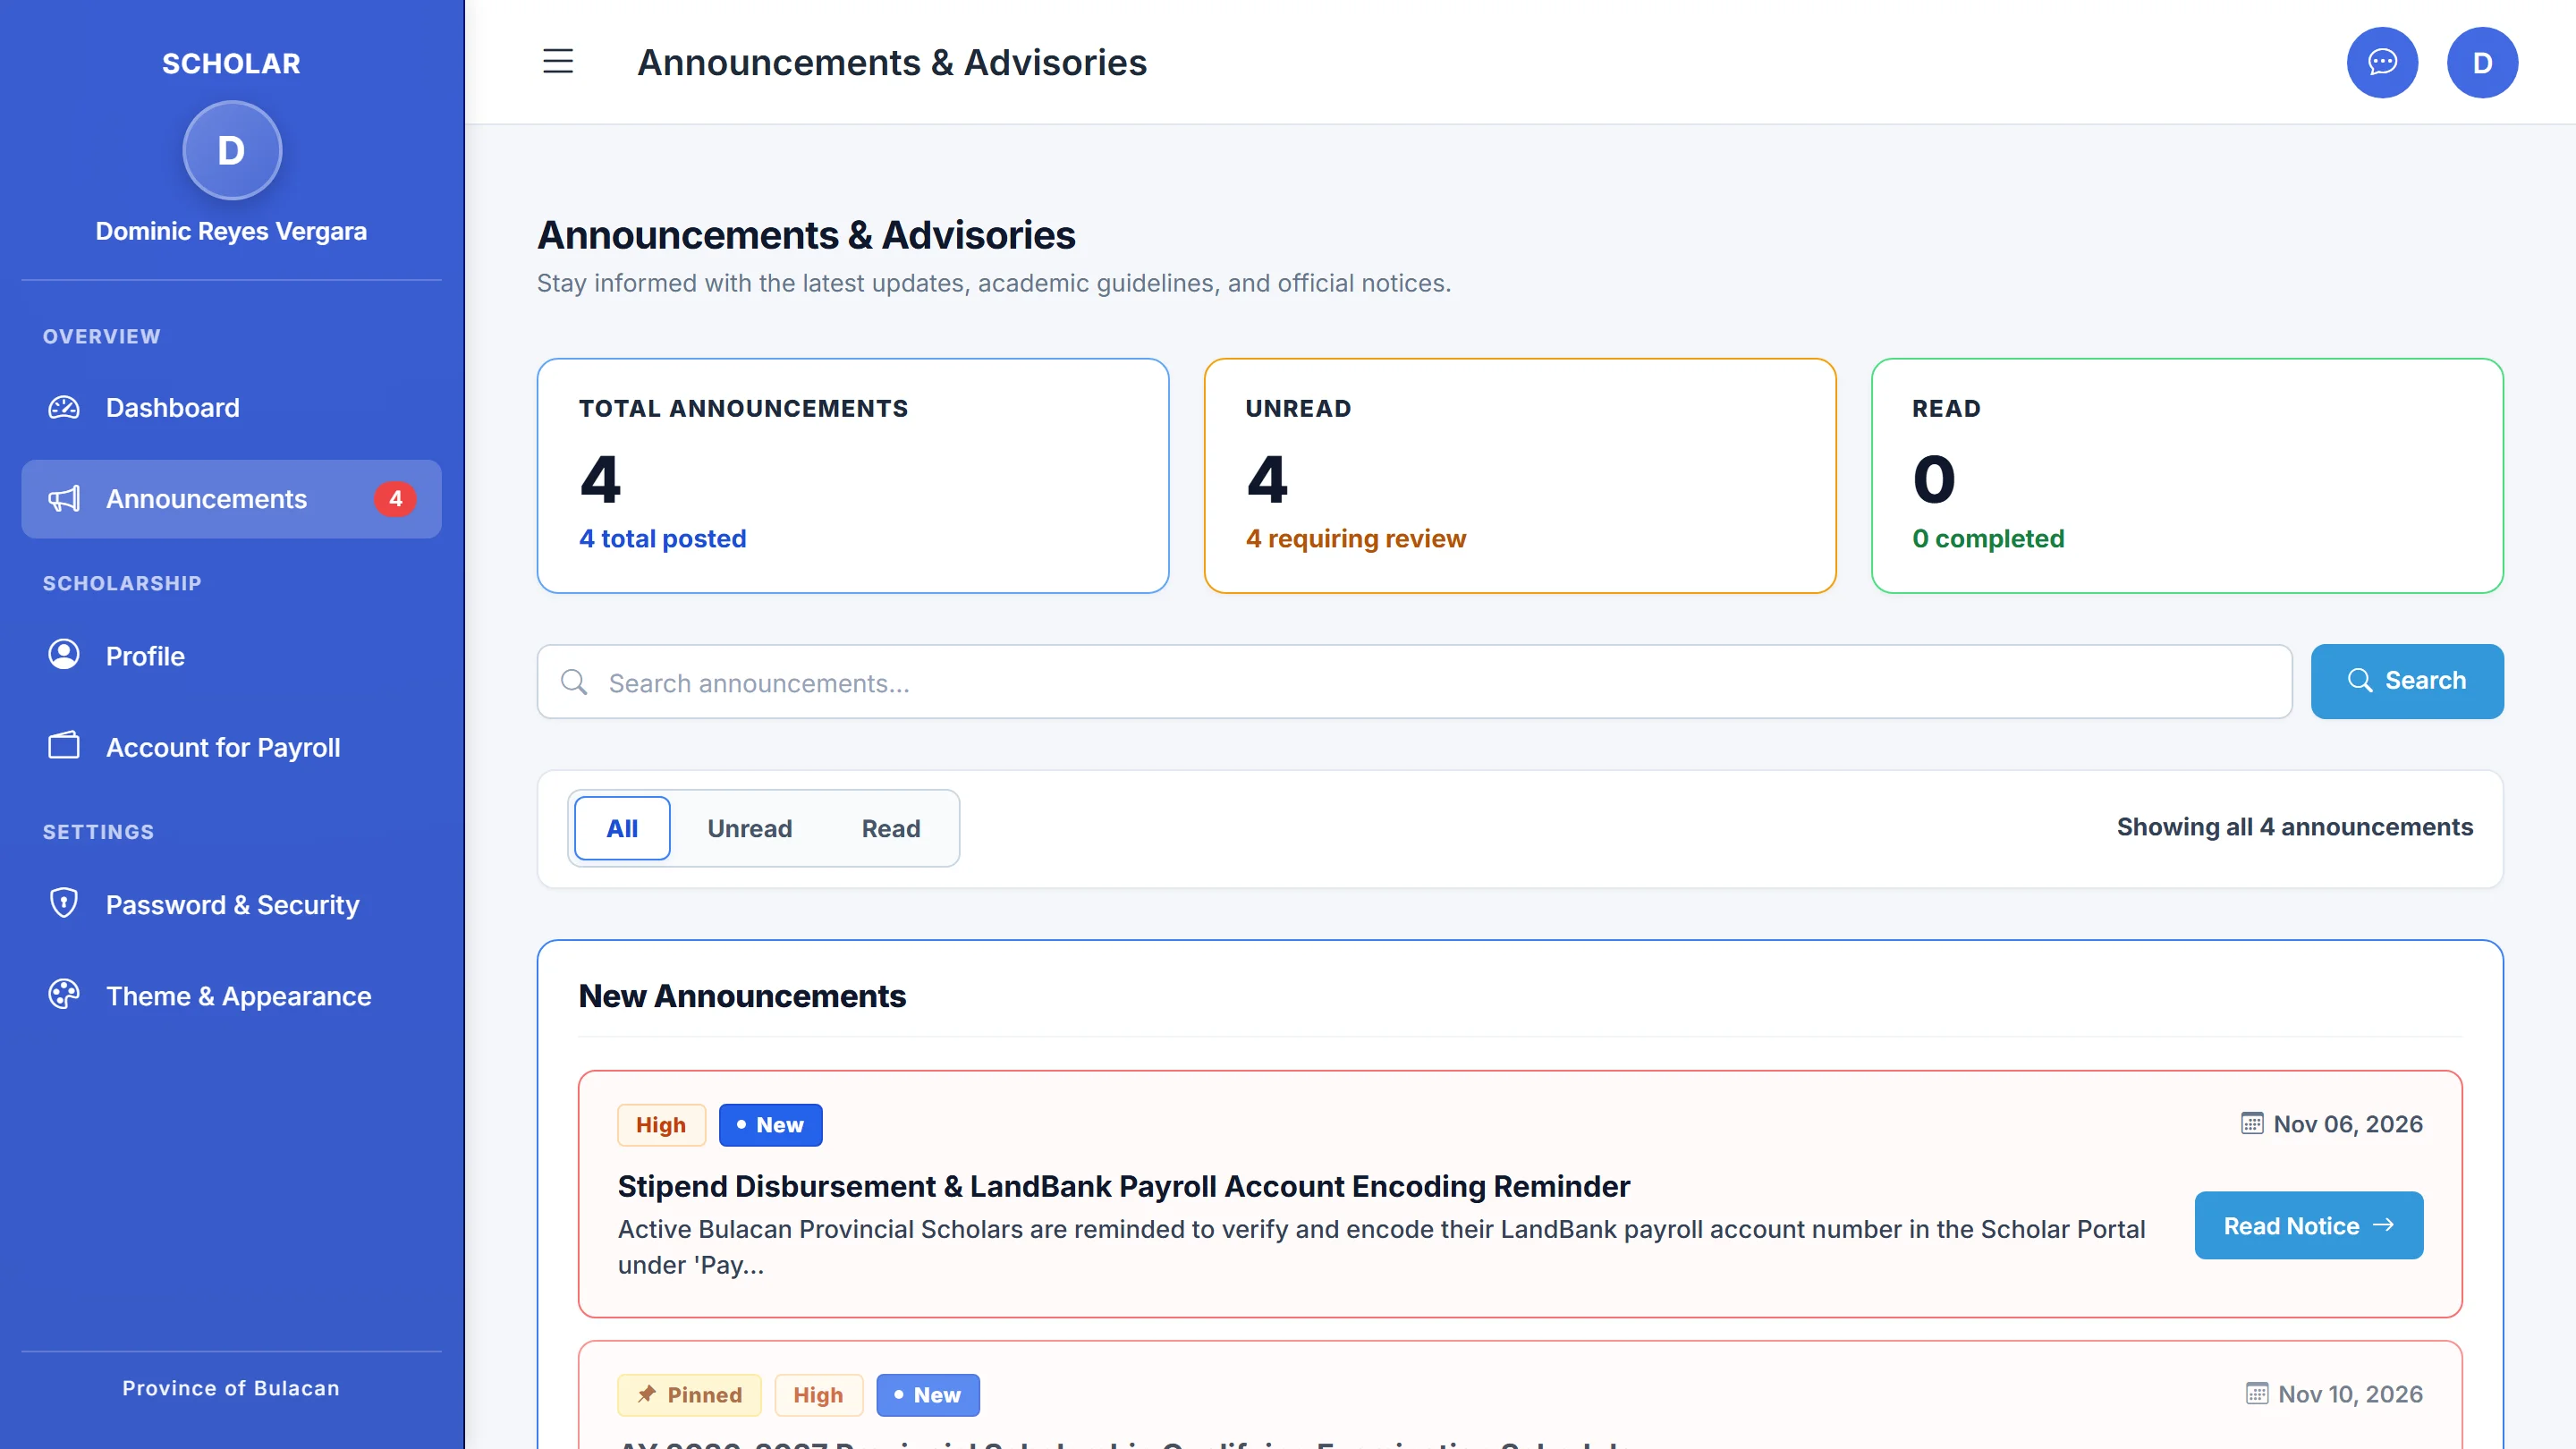 SCHOLAR
D
Dominic Reyes Vergara
OVERVIEW
Dashboard
Announcements 4
SCHOLARSHIP
Profile
Account for Payroll
SETTINGS
Password & Security
Theme & Appearance
Province of Bulacan
Announcements & Advisories
D
Announcements & Advisories
Stay informed with the latest updates, academic guidelines, and official notices.
TOTAL ANNOUNCEMENTS
4
4 total posted
UNREAD
4
4 requiring review
READ
0
0 completed
Search announcements...
Search
All Unread Read
Showing all 4 announcements
New Announcements
High New
Nov 06, 2026
Stipend Disbursement & LandBank Payroll Account Encoding Reminder
Active Bulacan Provincial Scholars are reminded to verify and encode their LandBank payroll account number in the Scholar Portal
under 'Pay...
Read Notice
Pinned High New
Nov 10, 2026